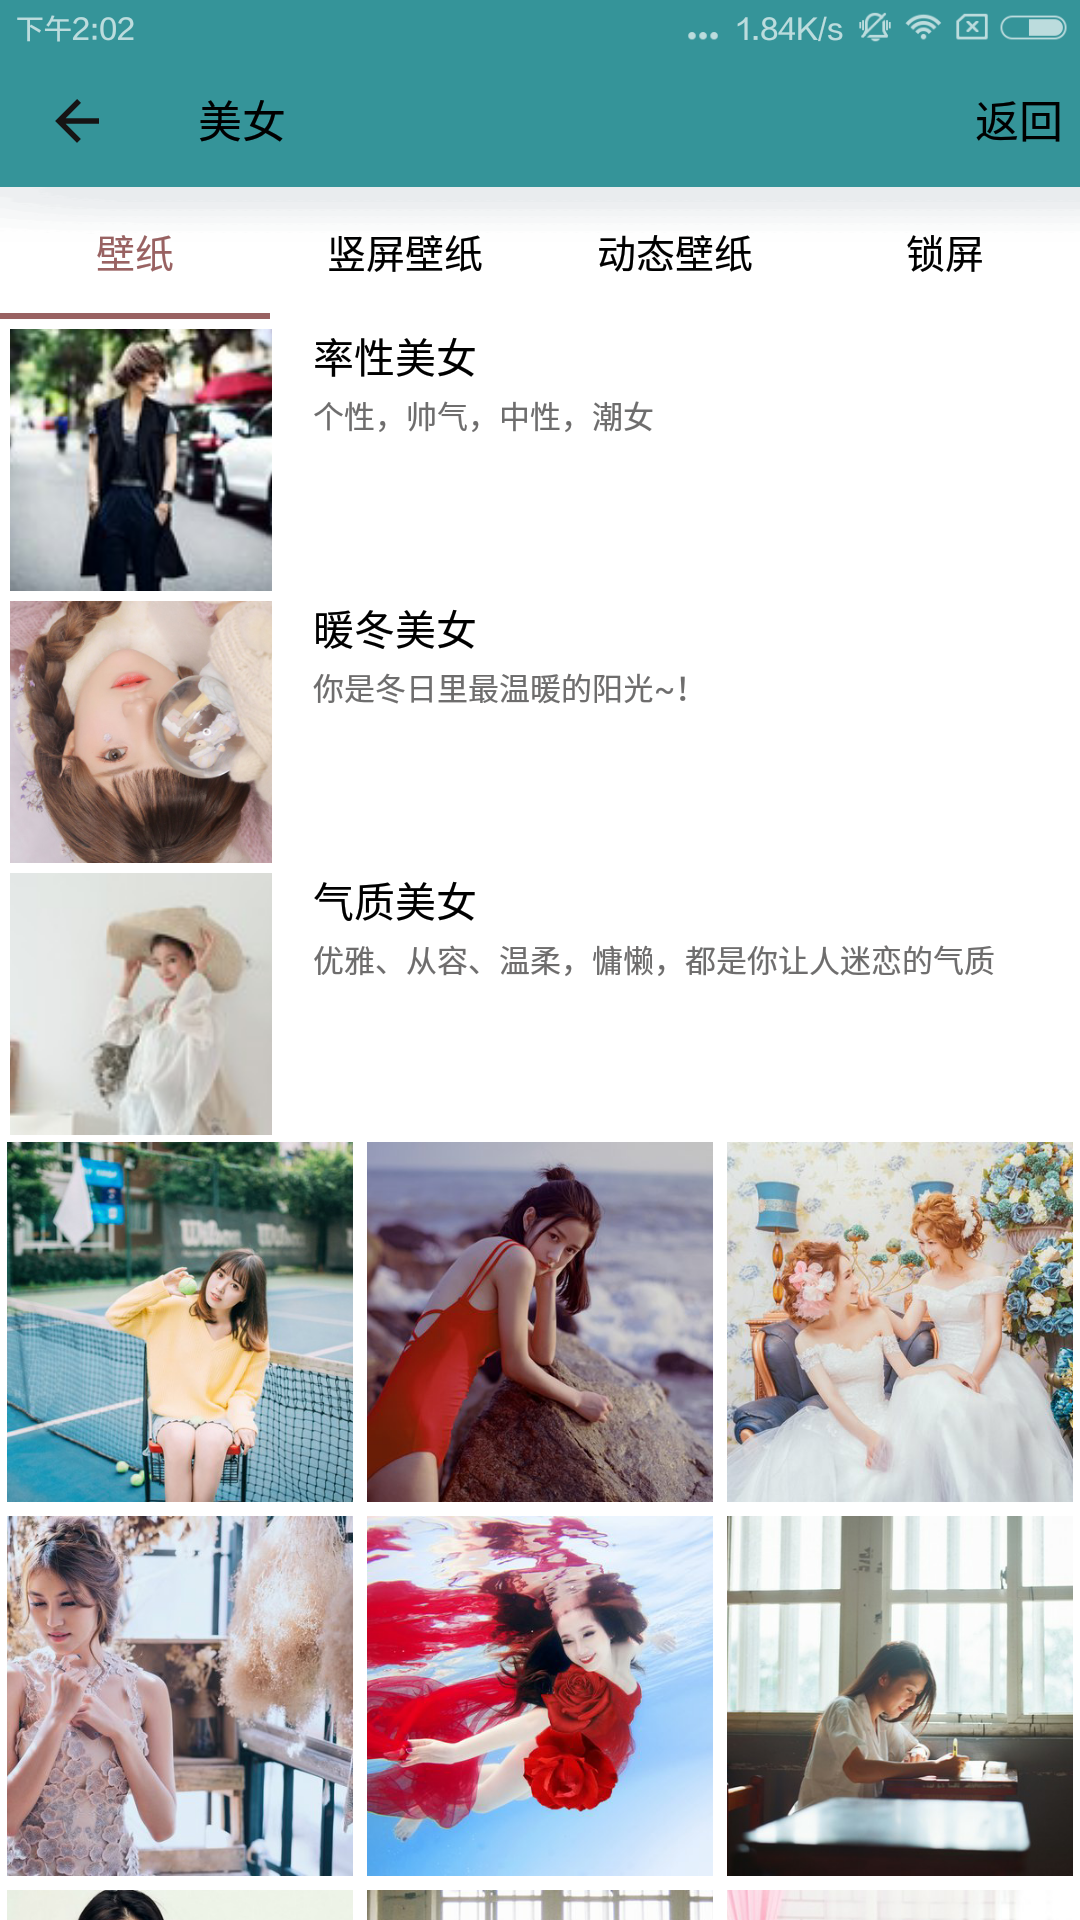 下午2:02
... 1.84K/s
美女
返回
壁纸
竖屏壁纸
动态壁纸
锁屏
率性美女
个性，帅气，中性，潮女
暖冬美女
你是冬日里最温暖的阳光~！
气质美女
优雅、从容、温柔，慵懒，都是你让人迷恋的气质
Wilson